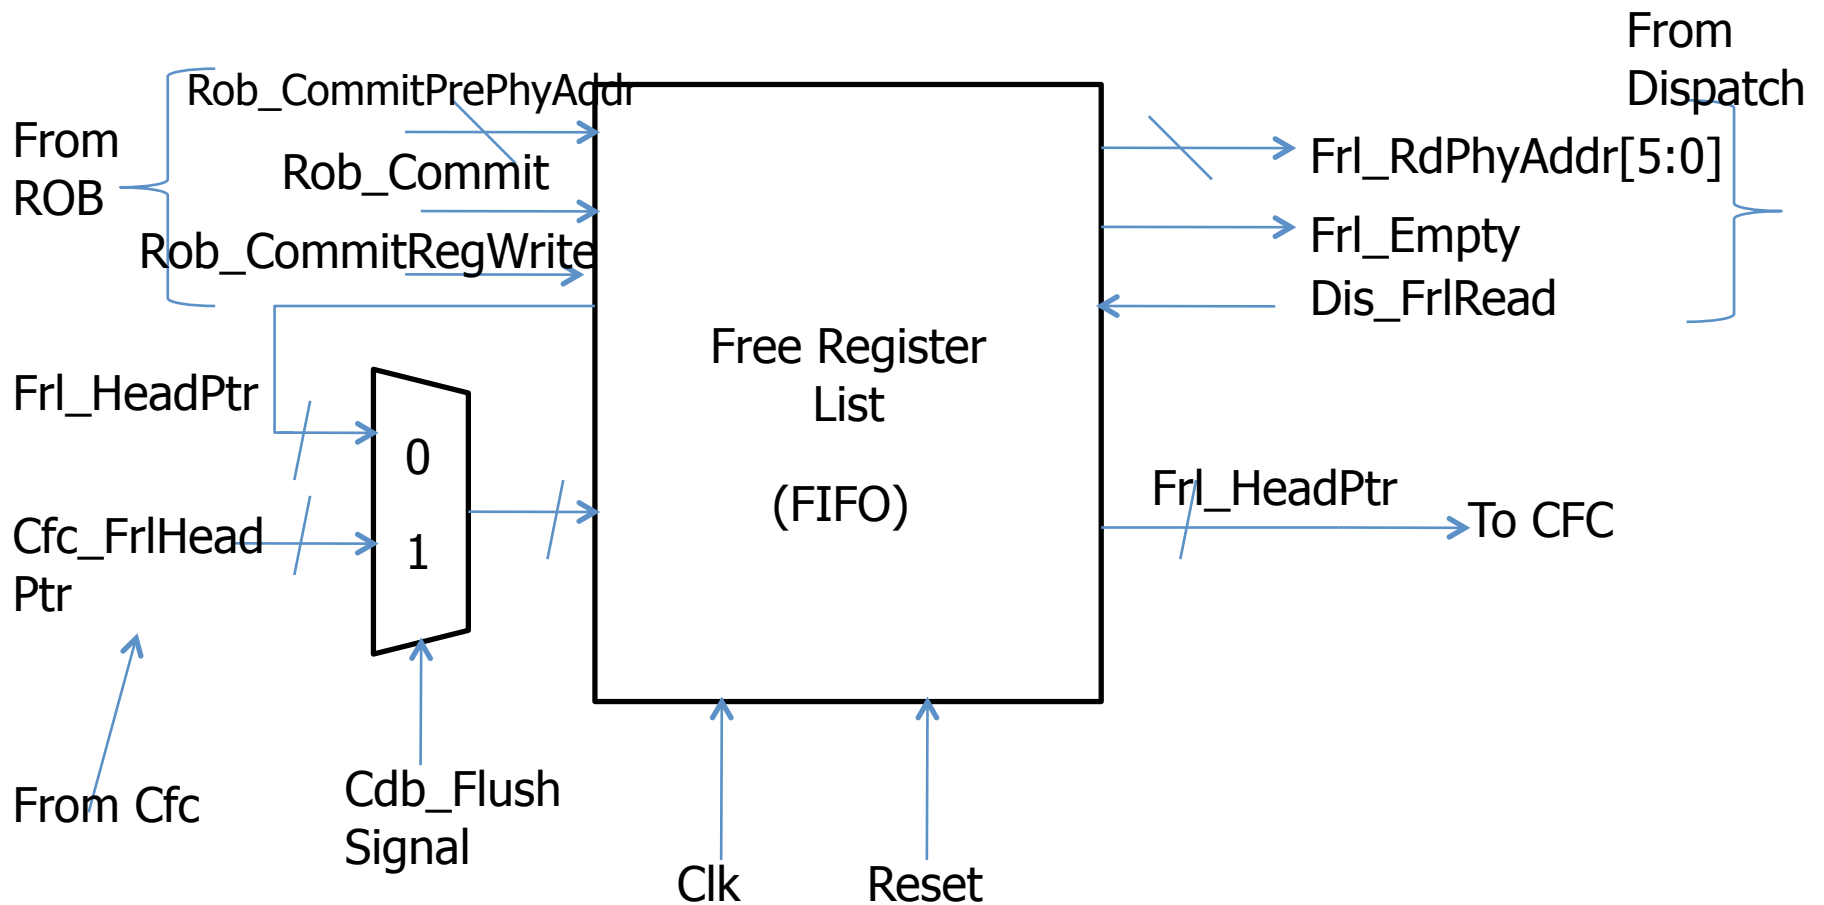 From
Dispatch
Rob_CommitPrePhyAddr
From
ROB
Rob_Commit
Rob_CommitRegWrite
Frl_RdPhyAddr[5:0]
Frl_Empty
Dis_FrlRead
Free Register
List
(FIFO)
Frl_HeadPtr
0
Cfc_FrlHead
Ptr
1
Frl_HeadPtr
To CFC
From Cfc
Cdb_Flush
Signal
Clk
Reset